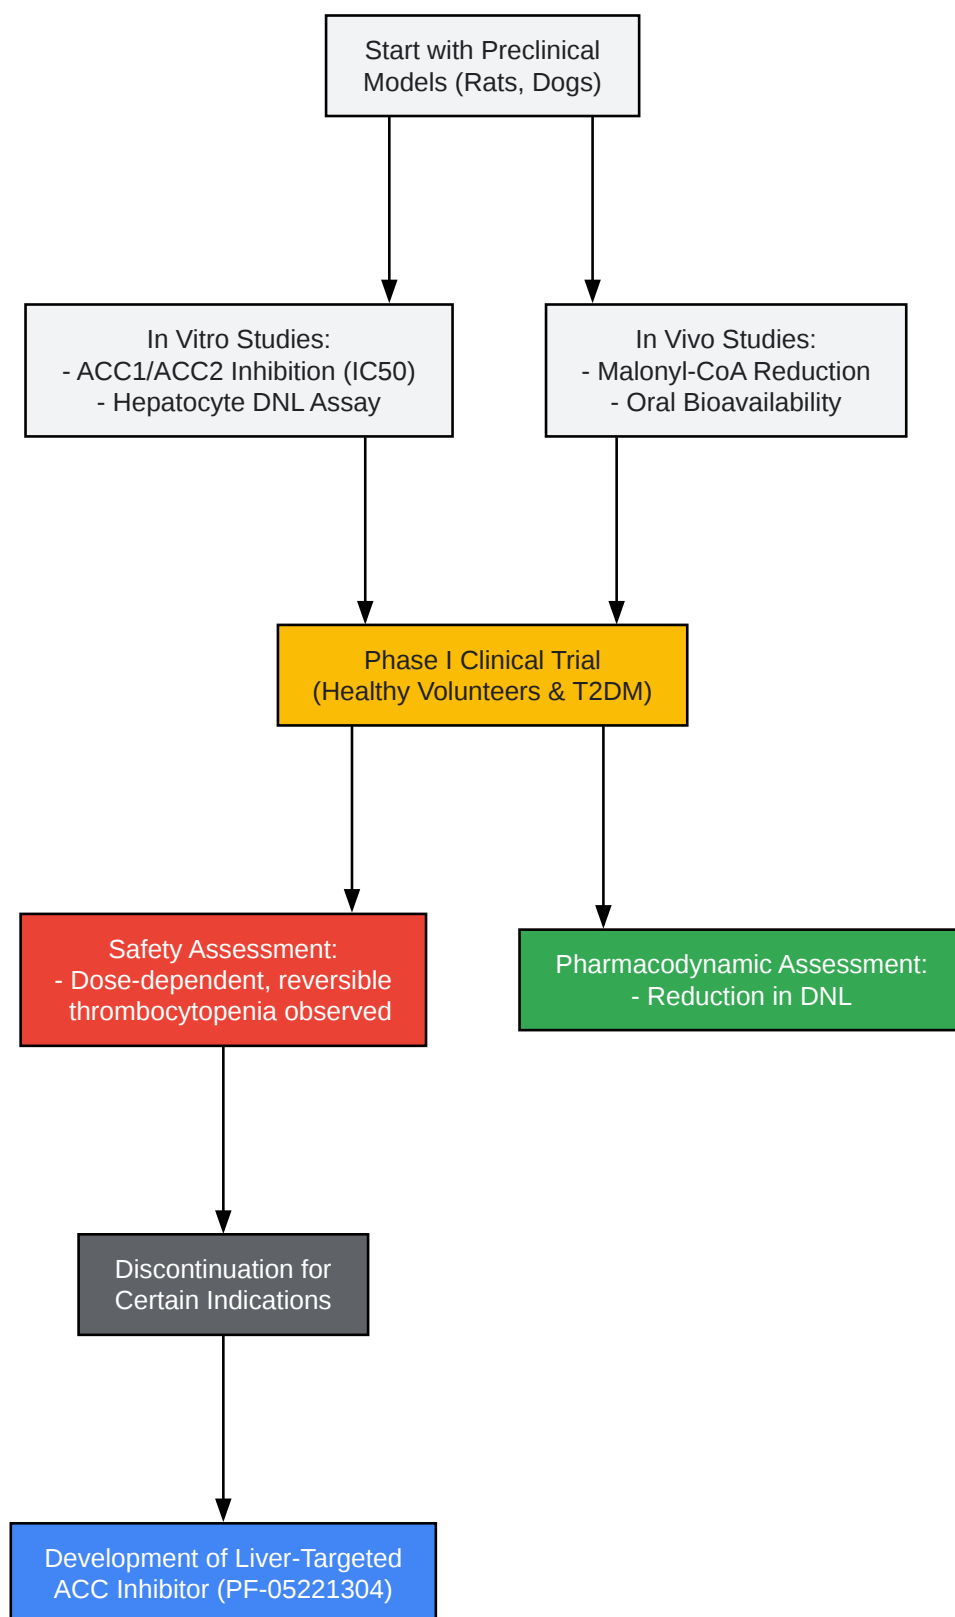 Start with Preclinical
Models (Rats, Dogs)
In Vitro Studies:
- ACC1/ACC2 Inhibition (IC50)
- Hepatocyte DNL Assay
In Vivo Studies:
- Malonyl-CoA Reduction
- Oral Bioavailability
Phase I Clinical Trial
(Healthy Volunteers & T2DM)
Safety Assessment:
- Dose-dependent, reversible
thrombocytopenia observed
Pharmacodynamic Assessment:
- Reduction in DNL
Discontinuation for
Certain Indications
Development of Liver-Targeted
ACC Inhibitor (PF-05221304)